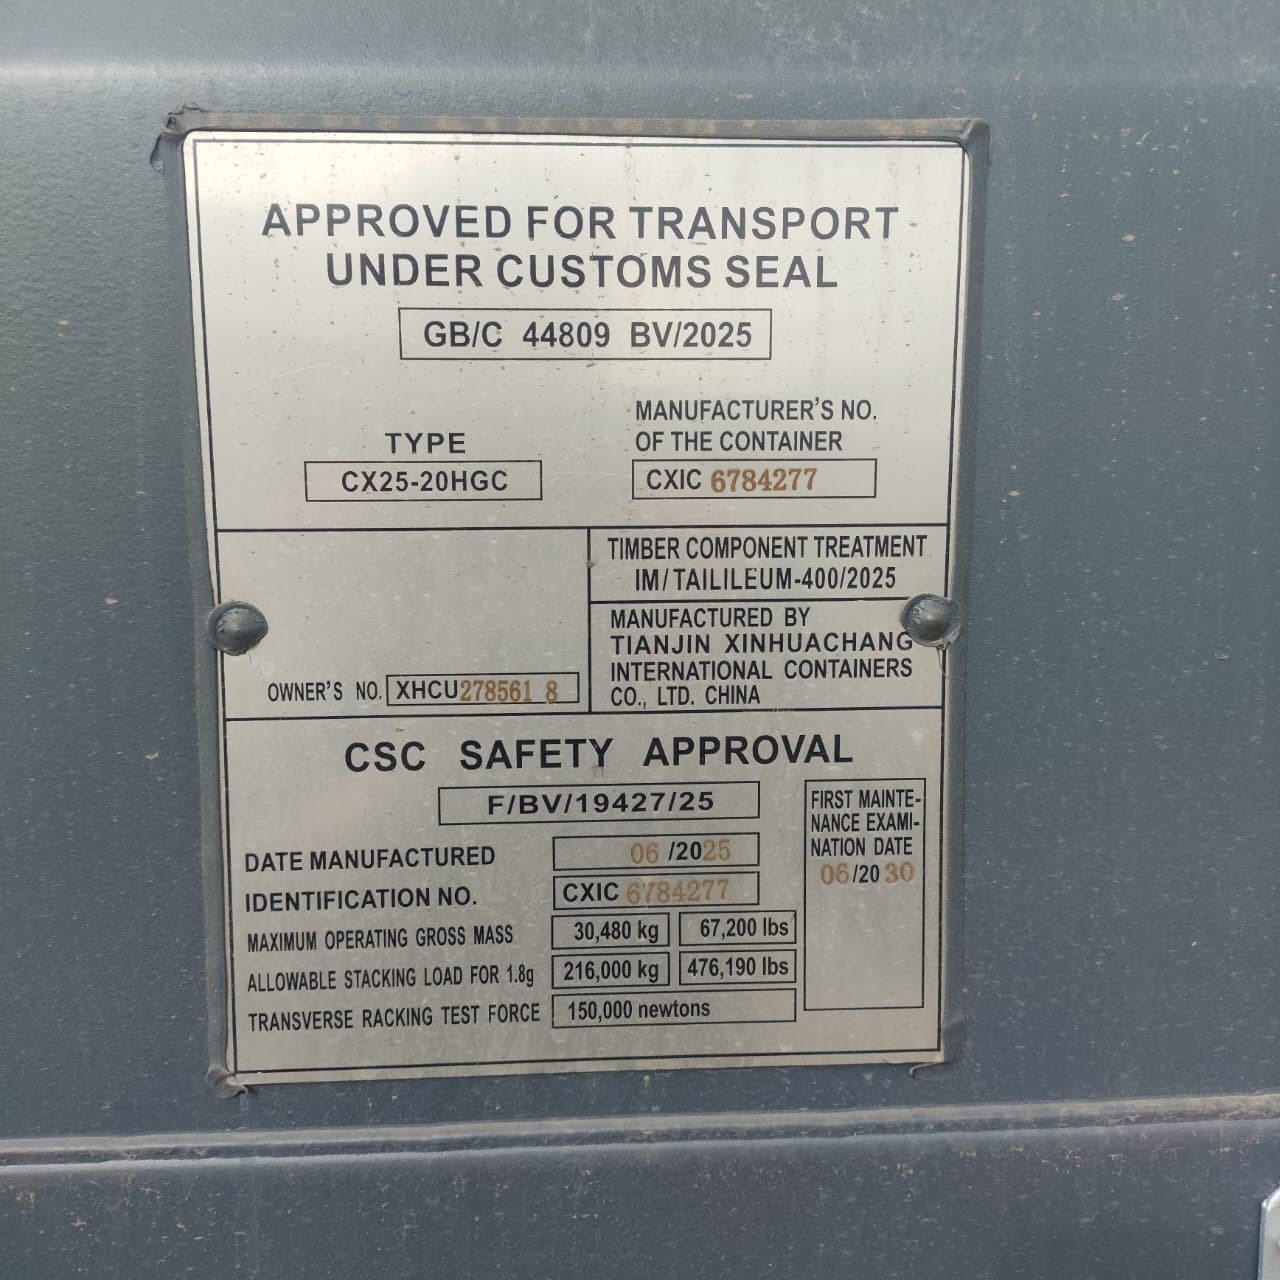 APPROVED FOR TRANSPORT
UNDER CUSTOMS SEAL
GB/C 44809 BV/2025
TYPE
CX25-20HGC
MANUFACTURER'S NO.
OF THE CONTAINER
CXIC 6784277
OWNER'S NO. XHCU278561 8
TIMBER COMPONENT TREATMENT
IM/TAILILEUM-400/2025
MANUFACTURED BY
TIANJIN XINHUACHANG
INTERNATIONAL CONTAINERS
CO., LTD. CHINA
CSC SAFETY APPROVAL
F/BV/19427/25
DATE MANUFACTURED 06/2025
IDENTIFICATION NO. CXIC 6784277
MAXIMUM OPERATING GROSS MASS 30,480 kg 67,200 lbs
ALLOWABLE STACKING LOAD FOR 1.8g 216,000 kg 476,190 lbs
TRANSVERSE RACKING TEST FORCE 150,000 newtons
FIRST MAINTE-
NANCE EXAMI-
NATION DATE
06/20 30